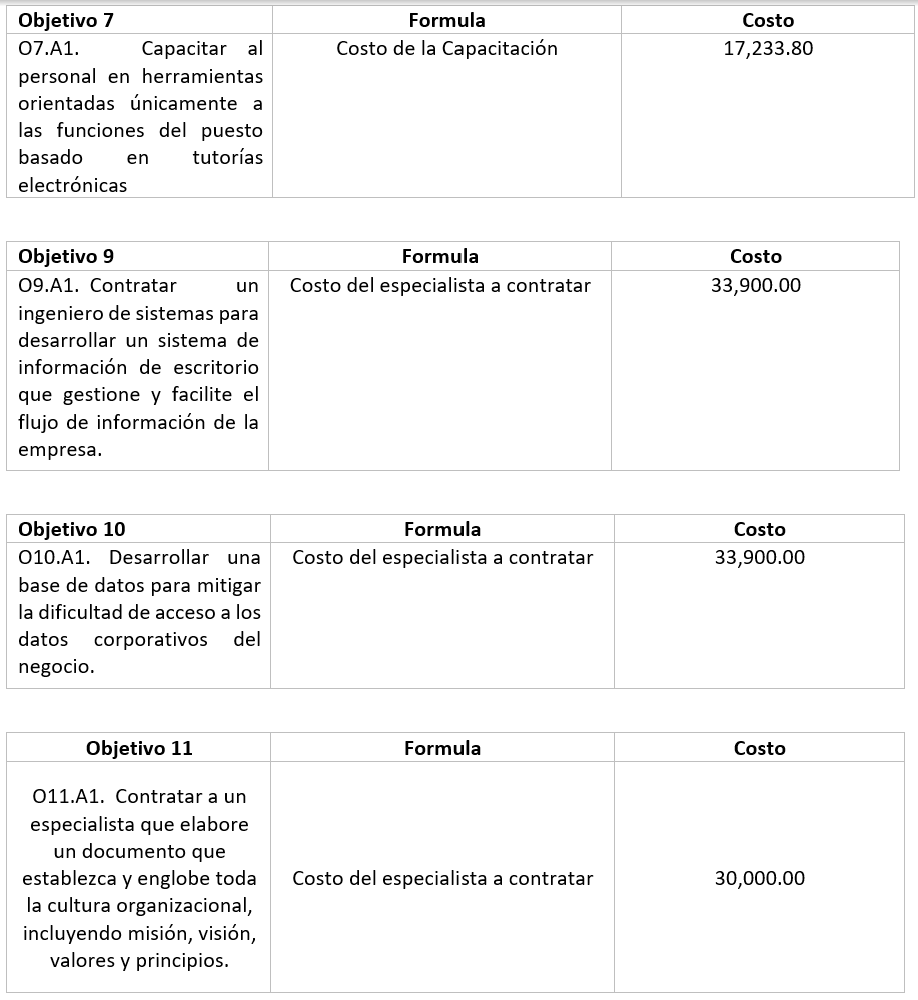 Objetivo 7 Formula Costo
O7.A1. Capacitar al Costo de la Capacitación 17,233.80
personal en herramientas
orientadas únicamente a
las funciones del puesto
basado en tutorías
electrónicas
Objetivo 9 Formula Costo
O9.A1. Contratar un Costo del especialista a contratar 33,900.00
ingeniero de sistemas para
desarrollar un sistema de
información de escritorio
que gestione y facilite el
flujo de información de la
empresa.
Objetivo 10 Formula Costo
O10.A1. Desarrollar una Costo del especialista a contratar 33,900.00
base de datos para mitigar
la dificultad de acceso a los
datos corporativos del
negocio.
Objetivo 11 Formula Costo
O11.A1. Contratar a un
especialista que elabore
un documento que
establezca y englobe toda Costo del especialista a contratar 30,000.00
la cultura organizacional,
incluyendo misión, visión,
valores y principios.